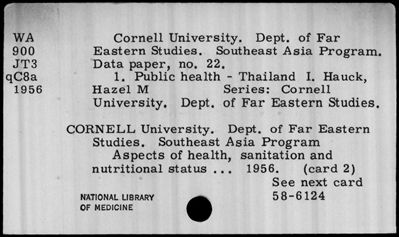 WA Cornell University. Dept. of Far
900 Eastern Studies. Southeast Asia Program.
JT3 Data paper, no. 22.
qC8a 1. Public health - Thailand I. Hauck,
1956 Hazel M Series: Cornell
University. Dept. of Far Eastern Studies.
CORNELL University. Dept. of Far Eastern
Studies. Southeast Asia Program
Aspects of health, sanitation and
nutritional status ... 1956. (card 2)
See next card
NATIONAL LIBRARY 58-6124
OF MEDICINE